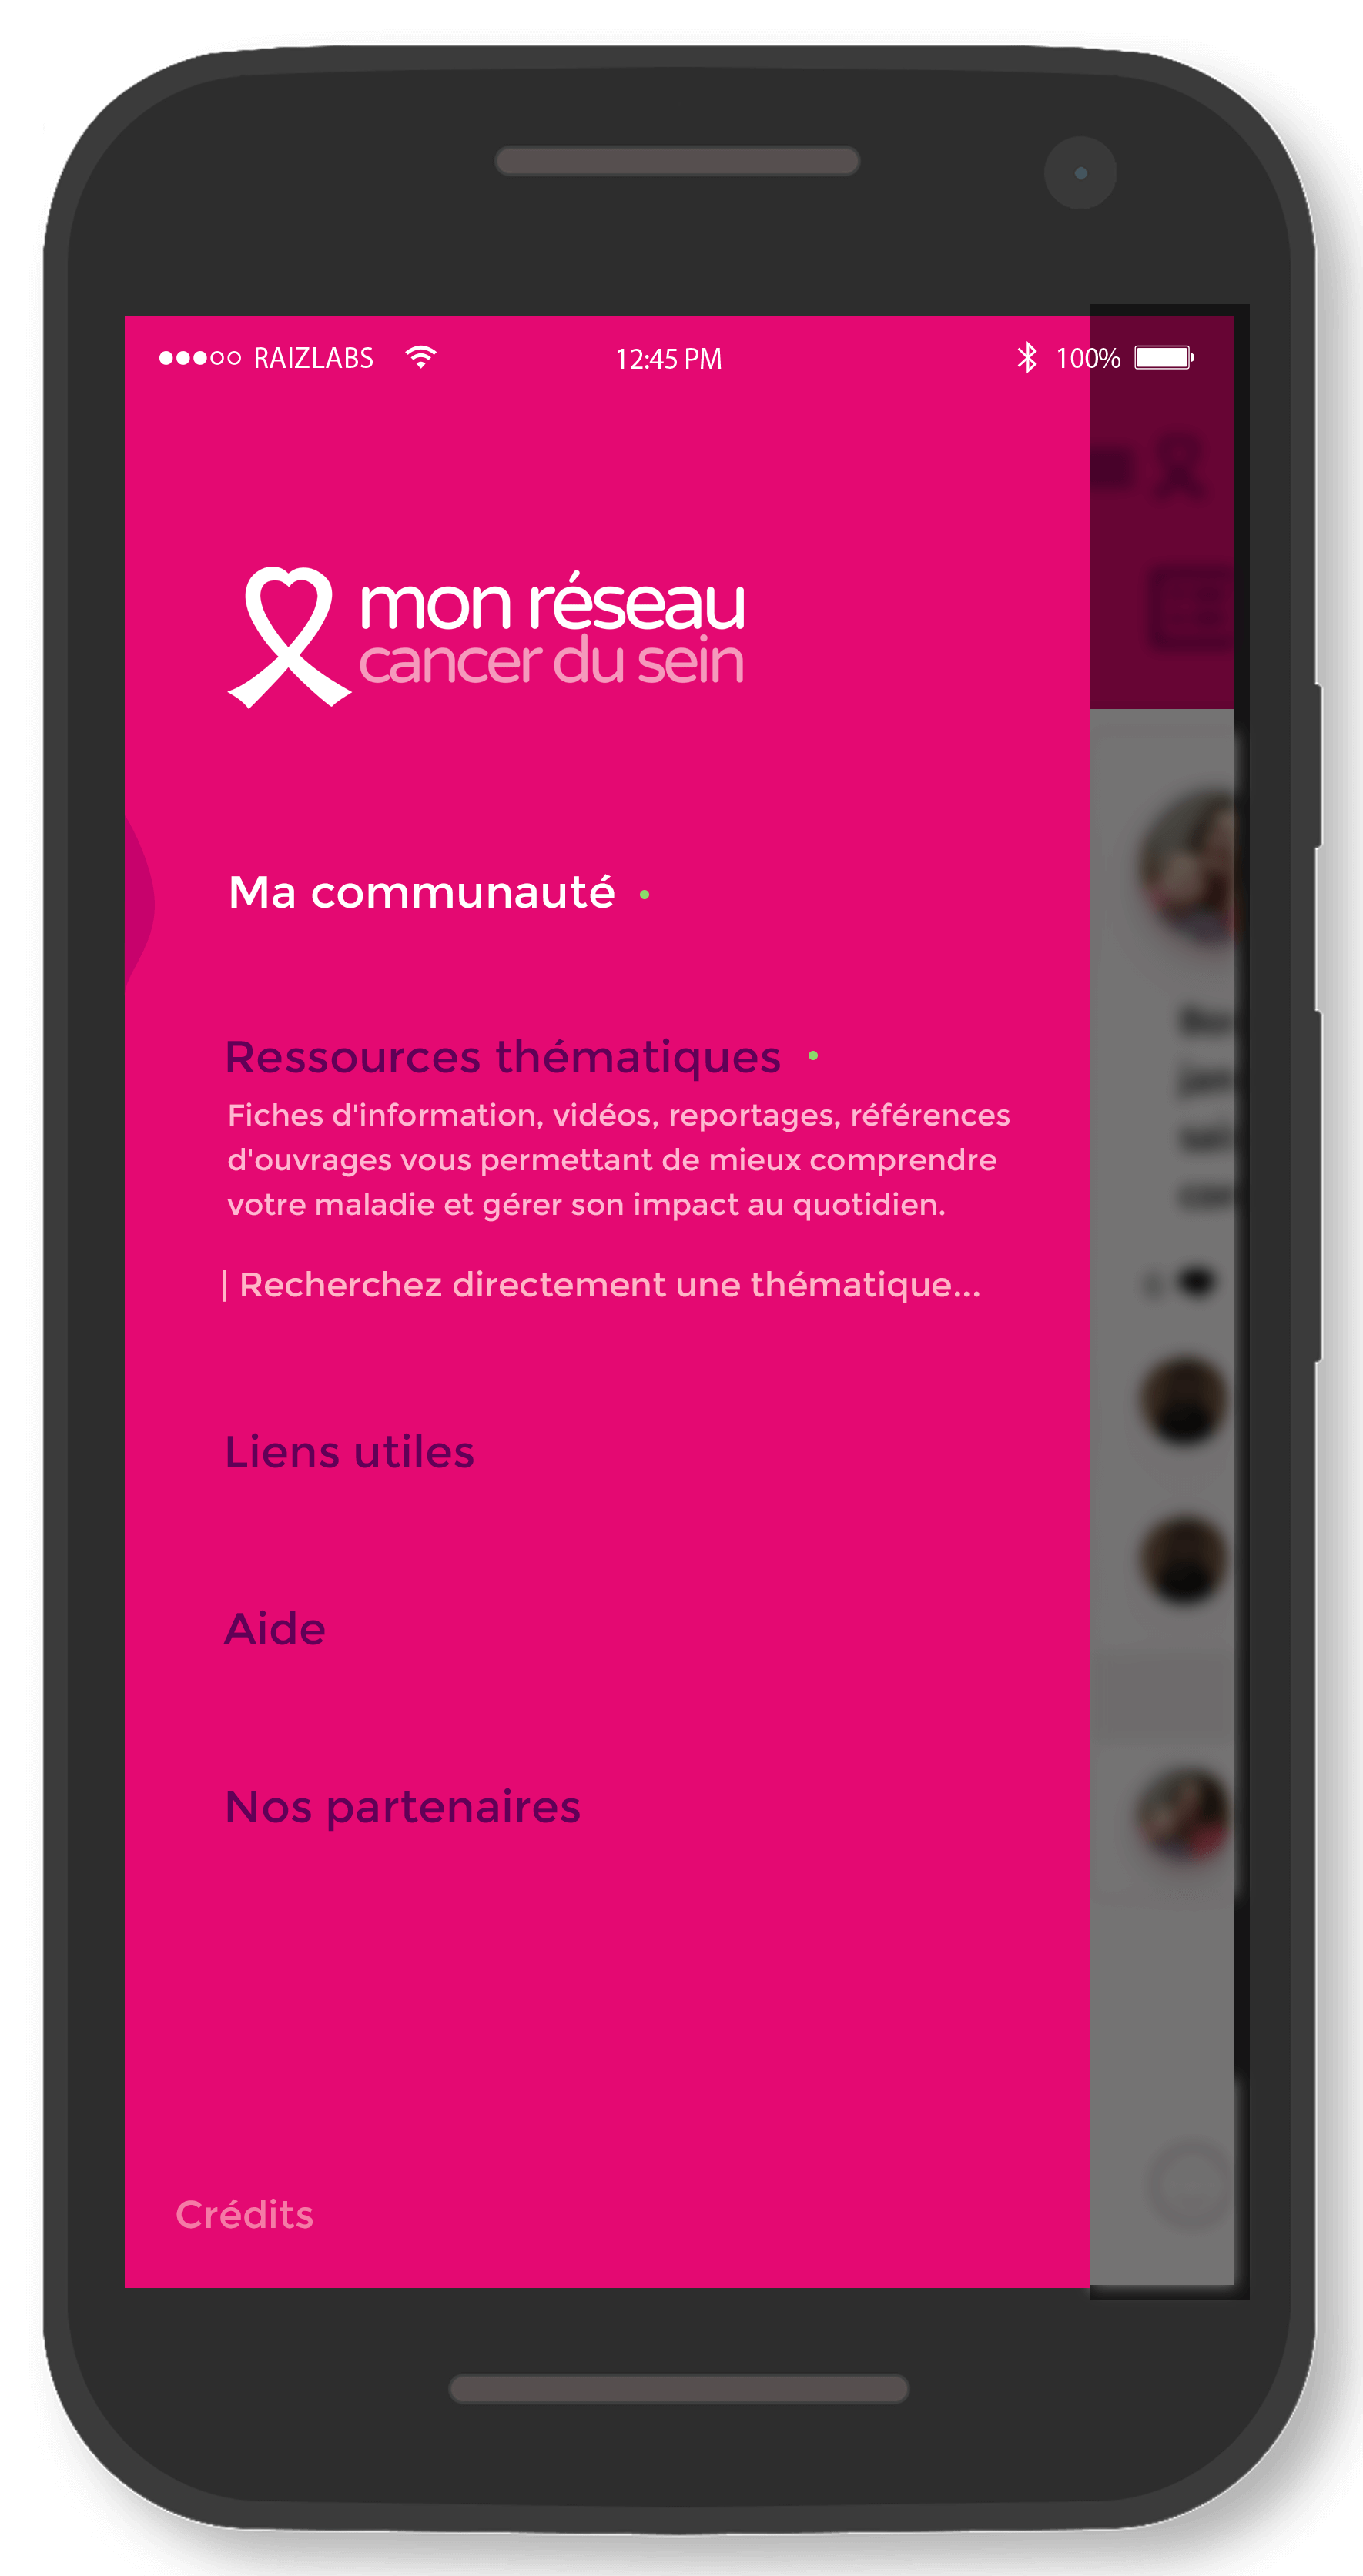 RAIZLABS 12:45 PM 100%
mon réseau
cancer du sein
Ma communauté
Ressources thématiques
Fiches d'information, vidéos, reportages, références
d'ouvrages vous permettant de mieux comprendre
votre maladie et gérer son impact au quotidien.
| Recherchez directement une thématique...
Liens utiles
Aide
Nos partenaires
Crédits